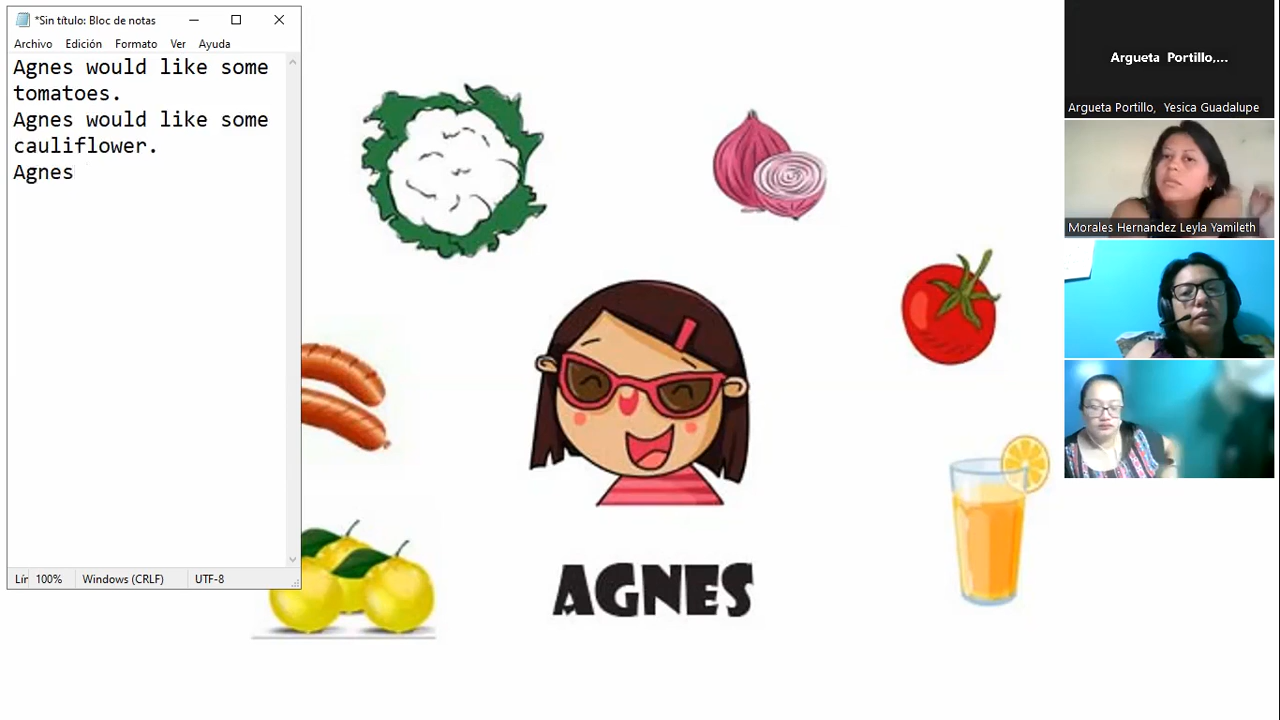 *Sin título: Bloc de notas
Archivo Edición Formato Ver Ayuda
Agnes would like some
tomatoes.
Agnes would like some
cauliflower.
Agnes
Lír 100% Windows (CRLF) UTF-8
AGNES
Argueta Portillo,...
Argueta Portillo, Yesica Guadalupe
Morales Hernandez Leyla Yamileth